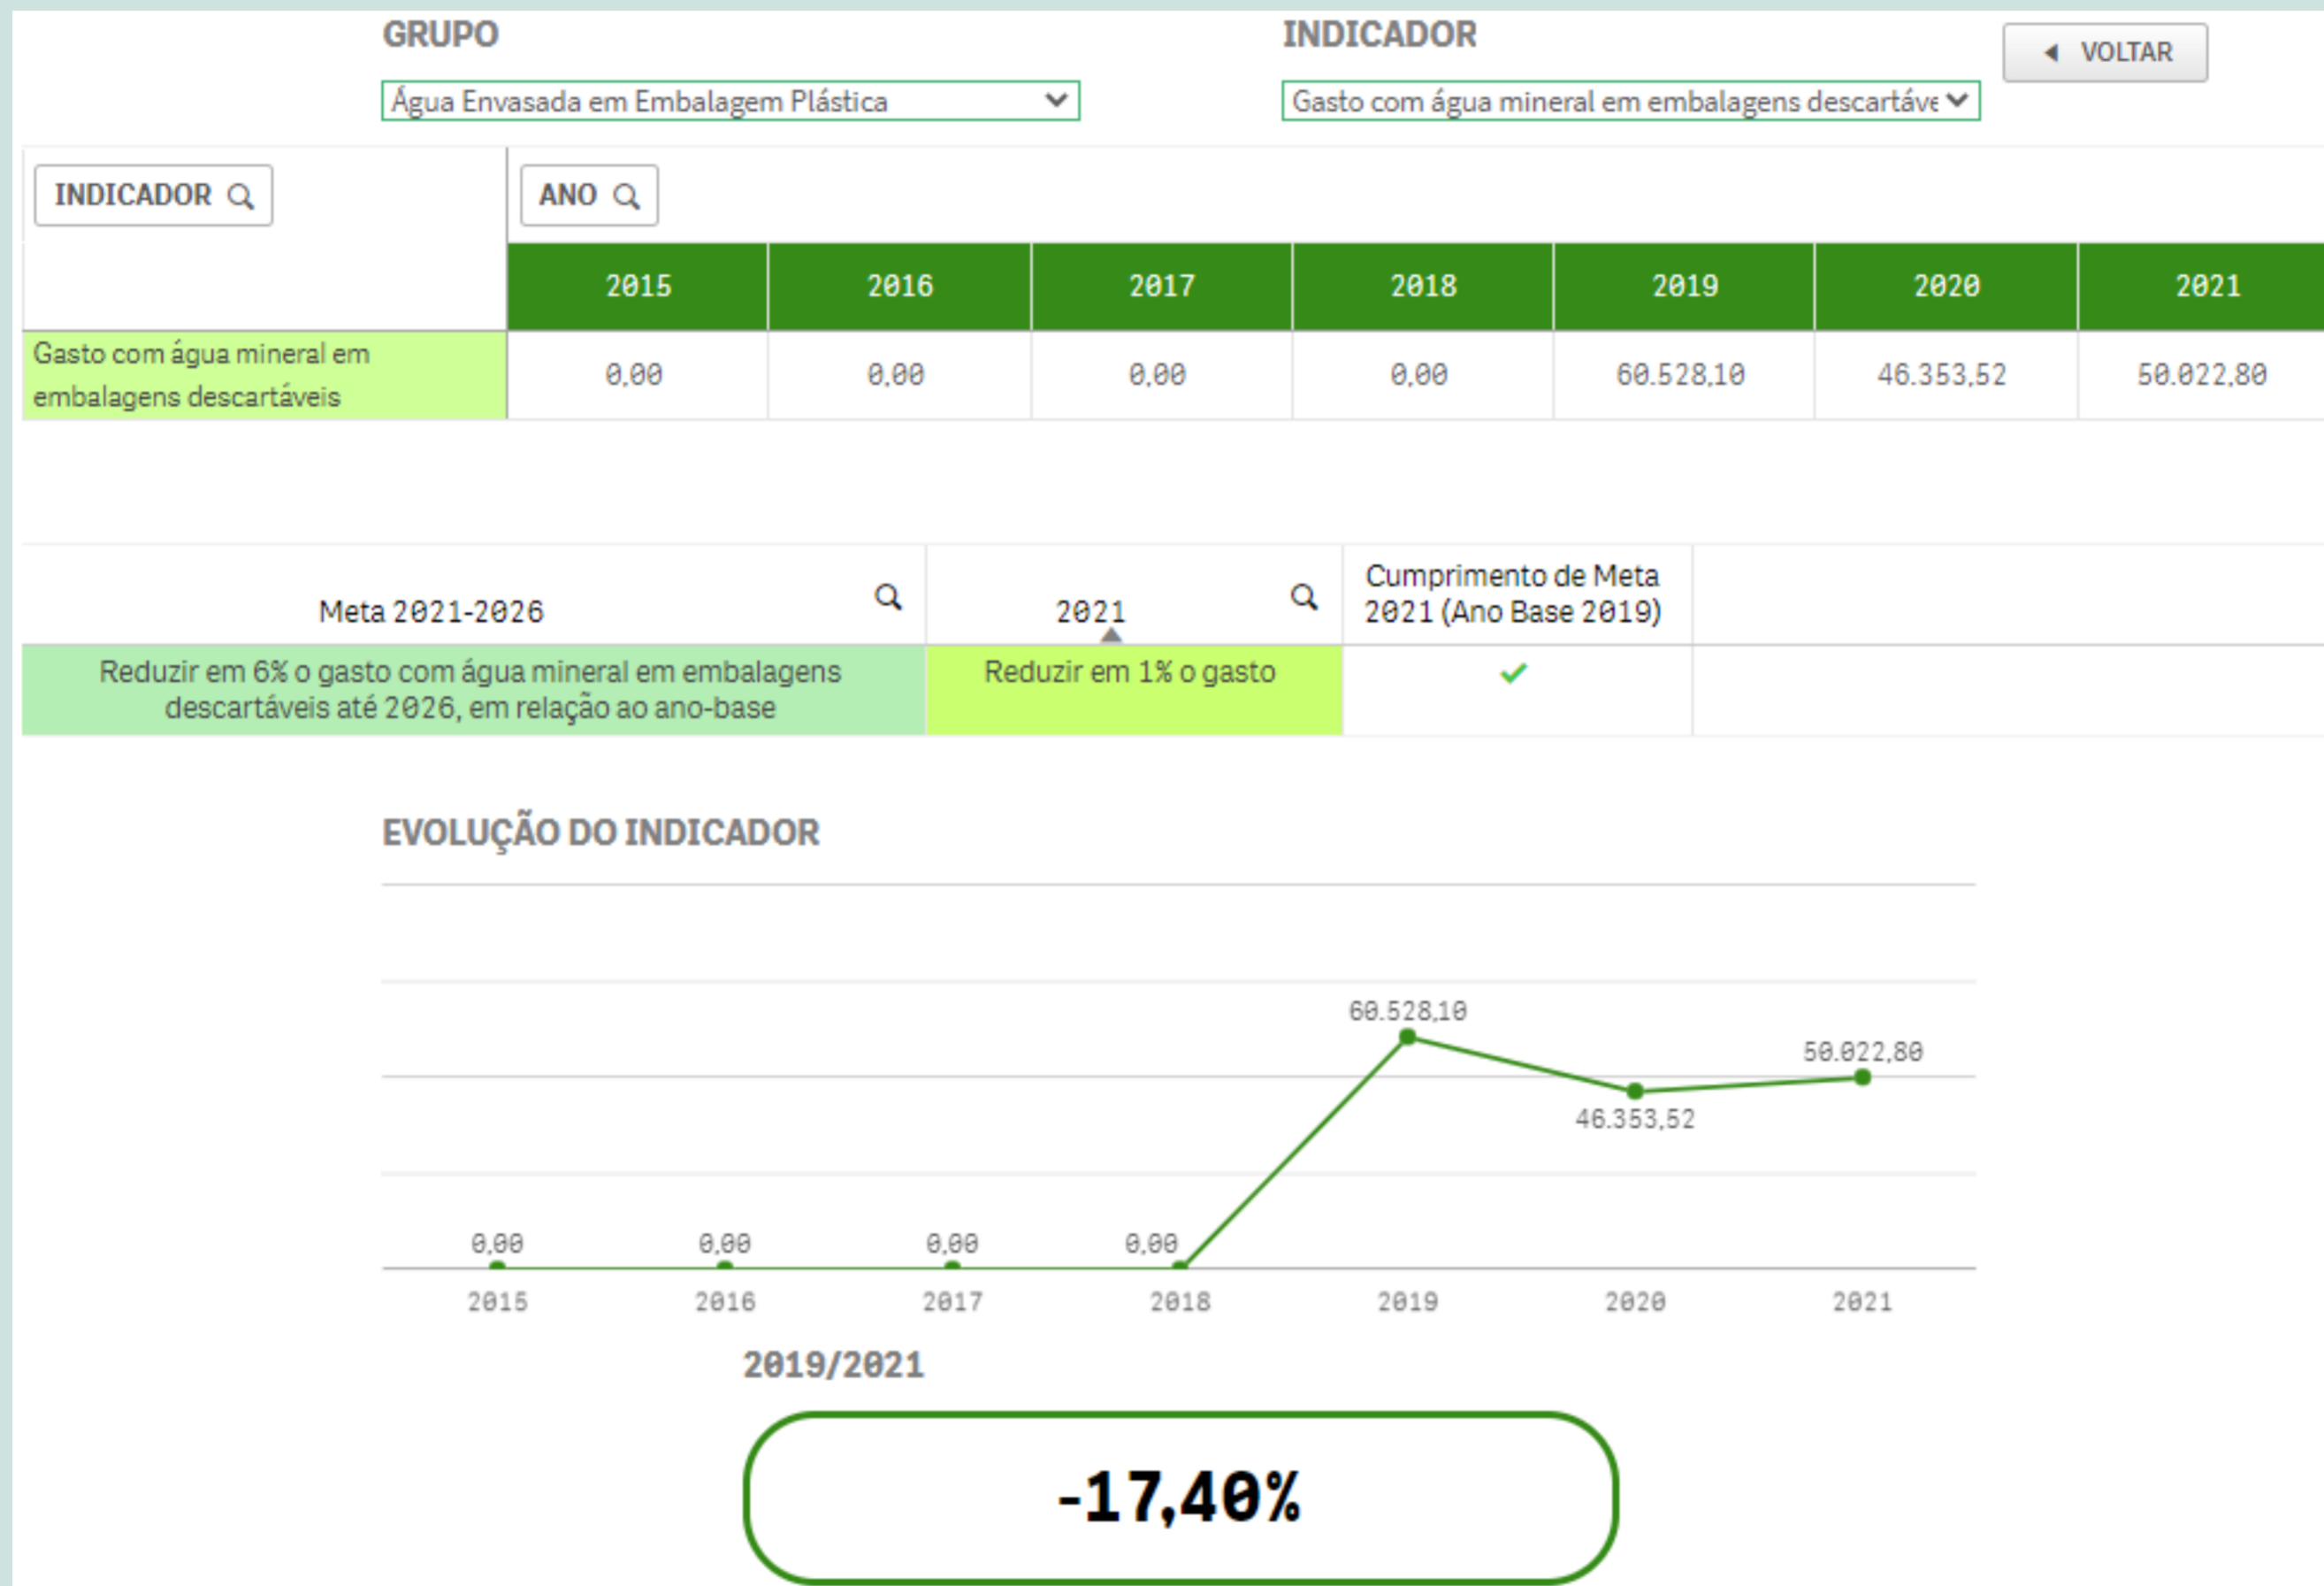 GRUPO
INDICADOR
VOLTAR
Água Envasada em Embalagem Plástica
Gasto com água mineral em embalagens descartáve
INDICADOR
ANO
2015 2016 2017 2018 2019 2020 2021
Gasto com água mineral em
embalagens descartáveis
0,00 0,00 0,00 0,00 60.528,10 46.353,52 50.022,80
Meta 2021-2026
2021
Cumprimento de Meta
2021 (Ano Base 2019)
Reduzir em 6% o gasto com água mineral em embalagens
descartáveis até 2026, em relação ao ano-base
Reduzir em 1% o gasto
EVOLUÇÃO DO INDICADOR
60.528,10
50.022,80
46.353,52
0,00 0,00 0,00 0,00
2015 2016 2017 2018 2019 2020 2021
2019/2021
-17,40%